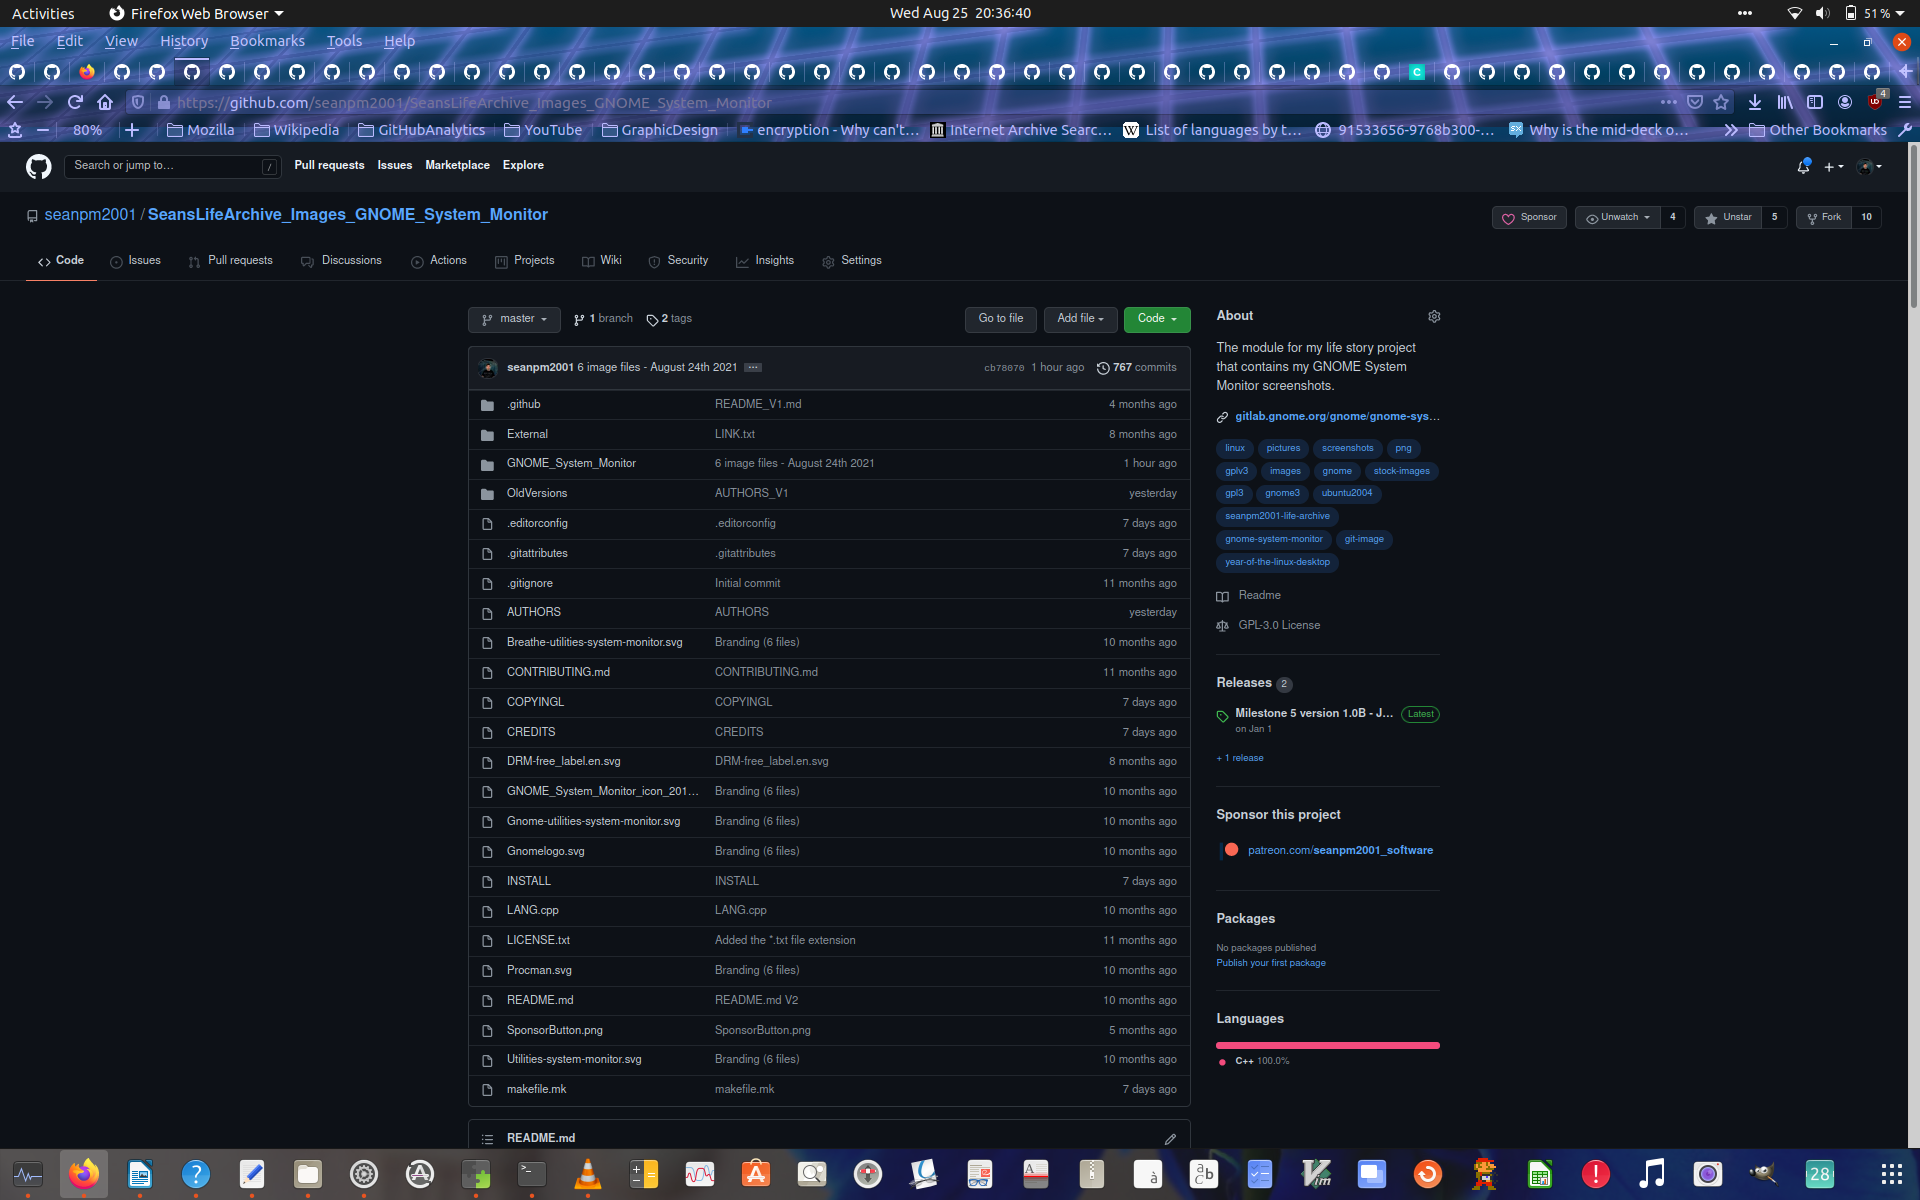 Activities
Firefox Web Browser
Wed Aug 25 20:36:40
51 %
File Edit View History Bookmarks Tools Help
https://github.com/seanpm2001/SeansLifeArchive_Images_GNOME_System_Monitor
4
80%
Mozilla
Wikipedia
GitHubAnalytics
YouTube
GraphicDesign
encryption - Why can't…
Internet Archive Searc…
List of languages by t…
91533656-9768b300-…
Why is the mid-deck o…
Other Bookmarks
Search or jump to… /
Pull requests Issues Marketplace Explore
seanpm2001 / SeansLifeArchive_Images_GNOME_System_Monitor
Sponsor
Unwatch 4
Unstar 5
Fork 10
Code Issues Pull requests Discussions Actions Projects Wiki Security Insights Settings
master
1 branch
2 tags
Go to file
Add file
Code
seanpm2001 6 image files - August 24th 2021 … cb78070 1 hour ago 767 commits
.github README_V1.md 4 months ago
External LINK.txt 8 months ago
GNOME_System_Monitor 6 image files - August 24th 2021 1 hour ago
OldVersions AUTHORS_V1 yesterday
.editorconfig .editorconfig 7 days ago
.gitattributes .gitattributes 7 days ago
.gitignore Initial commit 11 months ago
AUTHORS AUTHORS yesterday
Breathe-utilities-system-monitor.svg Branding (6 files) 10 months ago
CONTRIBUTING.md CONTRIBUTING.md 11 months ago
COPYINGL COPYINGL 7 days ago
CREDITS CREDITS 7 days ago
DRM-free_label.en.svg DRM-free_label.en.svg 8 months ago
GNOME_System_Monitor_icon_201… Branding (6 files) 10 months ago
Gnome-utilities-system-monitor.svg Branding (6 files) 10 months ago
Gnomelogo.svg Branding (6 files) 10 months ago
INSTALL INSTALL 7 days ago
LANG.cpp LANG.cpp 10 months ago
LICENSE.txt Added the *.txt file extension 11 months ago
Procman.svg Branding (6 files) 10 months ago
README.md README.md V2 10 months ago
SponsorButton.png SponsorButton.png 5 months ago
Utilities-system-monitor.svg Branding (6 files) 10 months ago
makefile.mk makefile.mk 7 days ago
README.md
About
The module for my life story project
that contains my GNOME System
Monitor screenshots.
gitlab.gnome.org/gnome/gnome-sys…
linux pictures screenshots png
gplv3 images gnome stock-images
gpl3 gnome3 ubuntu2004
seanpm2001-life-archive
gnome-system-monitor git-image
year-of-the-linux-desktop
Readme
GPL-3.0 License
Releases 2
Milestone 5 version 1.0B - J… Latest
on Jan 1
+ 1 release
Sponsor this project
patreon.com/seanpm2001_software
Packages
No packages published
Publish your first package
Languages
C++ 100.0%
28